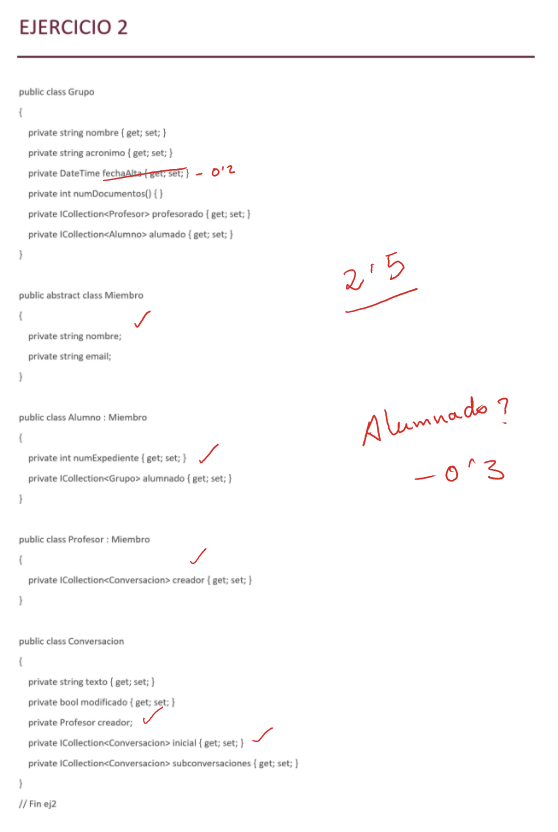 EJERCICIO 2
public class Grupo
{
private string nombre { get; set; }
private string acronimo { get; set; }
private DateTime fechaAlta { get; set; } - 0'2
private int numDocumentos() { }
private ICollection<Profesor> profesorado { get; set; }
private ICollection<Alumno> alumado { get; set; }
}
2'5
public abstract class Miembro
{
private string nombre;
private string email;
}
Alumnado?
- 0'3
public class Alumno : Miembro
{
private int numExpediente { get; set; }
private ICollection<Grupo> alumnado { get; set; }
}
public class Profesor : Miembro
{
private ICollection<Conversacion> creador { get; set; }
}
public class Conversacion
{
private string texto { get; set; }
private bool modificado { get; set; }
private Profesor creador;
private ICollection<Conversacion> inicial { get; set; }
private ICollection<Conversacion> subconversaciones { get; set; }
}
// Fin ej2